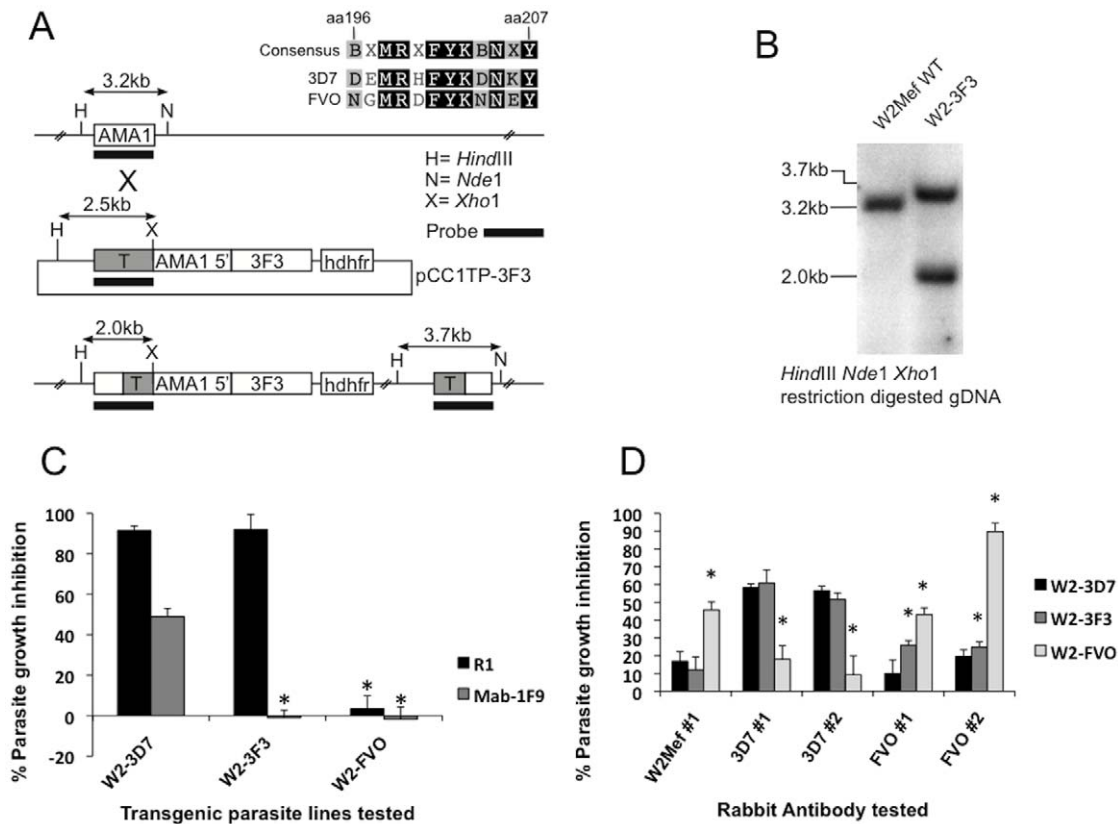 A
aa196 aa207
Consensus B X M R X F Y K B N X Y
3D7 D E M R H F Y K D N K Y
FVO N G M R D F Y K N N E Y
3.2kb
H N
AMA1
H= HindIII
N= Nde1
X= Xho1
Probe
X
2.5kb
H X
T AMA1 5' 3F3 hdhfr
pCC1TP-3F3
2.0kb 3.7kb
H X H N
T AMA1 5' 3F3 hdhfr T
B
W2Mef WT W2-3F3
3.7kb
3.2kb
2.0kb
HindIII Nde1 Xho1
restriction digested gDNA
C
% Parasite growth inhibition
100
80
60
40
20
0
-20
* * *
R1
Mab-1F9
W2-3D7 W2-3F3 W2-FVO
Transgenic parasite lines tested
D
% Parasite growth inhibition
100
90
80
70
60
50
40
30
20
10
0
* * * * * * *
W2-3D7
W2-3F3
W2-FVO
W2Mef #1 3D7 #1 3D7 #2 FVO #1 FVO #2
Rabbit Antibody tested